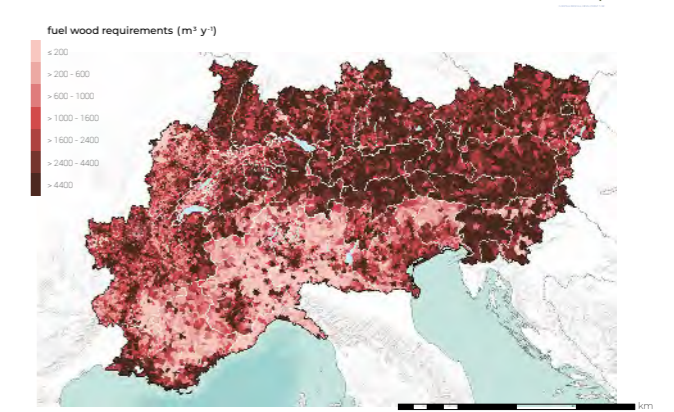 fuel wood requirements (m³ y⁻¹)
≤ 200
> 200 - 600
> 600 - 1000
> 1000 - 1600
> 1600 - 2400
> 2400 - 4400
> 4400
km